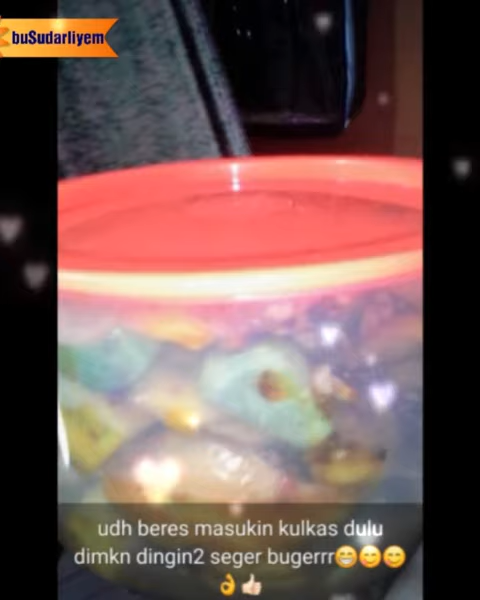 buSudarliyem
udh beres masukin kulkas dulu
dimkn dingin2 seger bugerrr😁😊😊
👌👍🏻